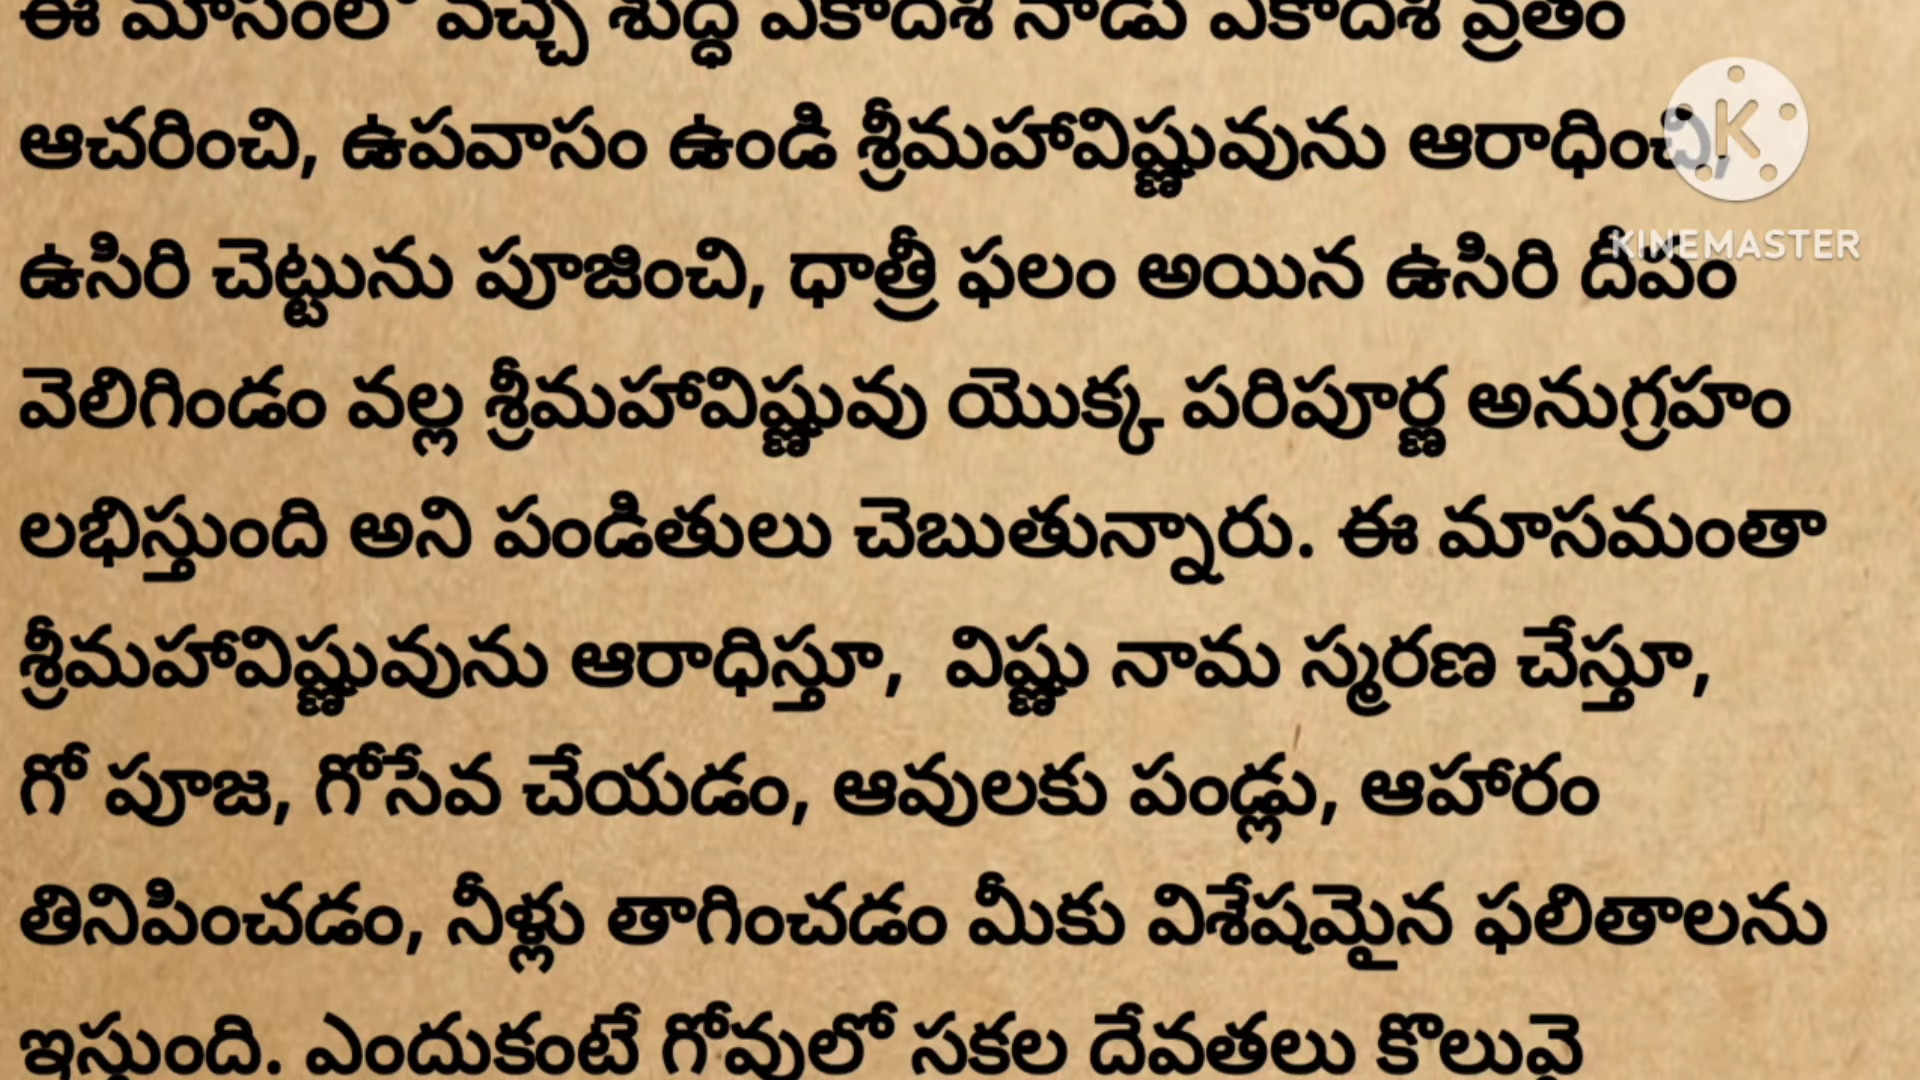 ఈ మాసంలో వచ్చే శుద్ధ ఏకాదశి నాడు ఏకాదశి వ్రతం
ఆచరించి, ఉపవాసం ఉండి శ్రీమహావిష్ణువును ఆరాధించి,
ఉసిరి చెట్టును పూజించి, ధాత్రీ ఫలం అయిన ఉసిరి దీపం
KINEMASTER
వెలిగిండం వల్ల శ్రీమహావిష్ణువు యొక్క పరిపూర్ణ అనుగ్రహం
లభిస్తుంది అని పండితులు చెబుతున్నారు. ఈ మాసమంతా
శ్రీమహావిష్ణువును ఆరాధిస్తూ, విష్ణు నామ స్మరణ చేస్తూ,
గో పూజ, గోసేవ చేయడం, ఆవులకు పండ్లు, ఆహారం
తినిపించడం, నీళ్లు తాగించడం మీకు విశేషమైన ఫలితాలను
ఇస్తుంది. ఎందుకంటే గోవులో సకల దేవతలు కొలువై